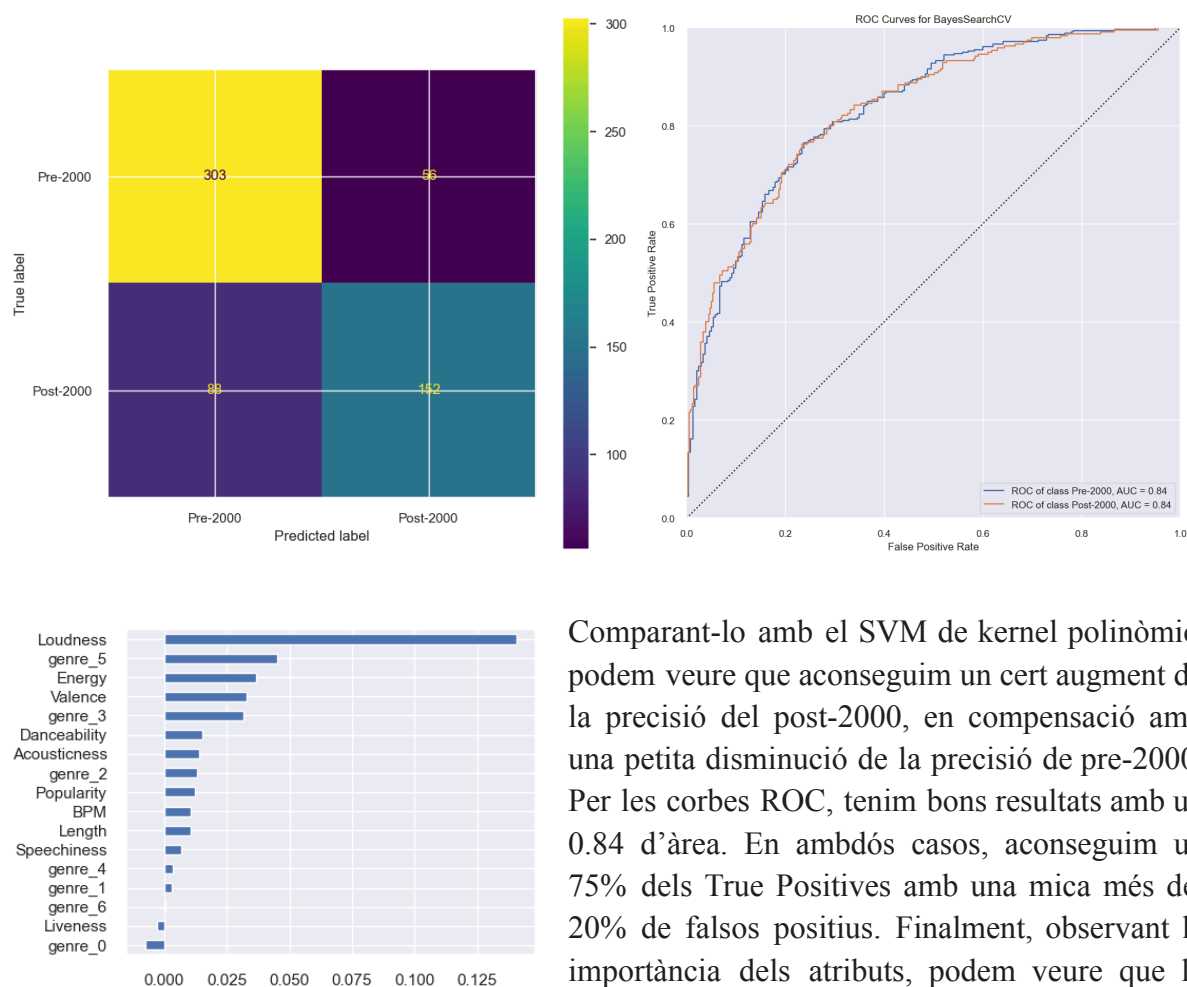 300
250
200
150
100
True label
Pre-2000
Post-2000
303
56
88
152
Pre-2000
Post-2000
Predicted label
ROC Curves for BayesSearchCV
True Positive Rate
1.0
0.8
0.6
0.4
0.2
0.0
ROC of class Pre-2000, AUC = 0.84
ROC of class Post-2000, AUC = 0.84
0.0 0.2 0.4 0.6 0.8 1.0
False Positive Rate
Loudness
genre_5
Energy
Valence
genre_3
Danceability
Acousticness
genre_2
Popularity
BPM
Length
Speechiness
genre_4
genre_1
genre_6
Liveness
genre_0
0.000 0.025 0.050 0.075 0.100 0.125
Comparant-lo amb el SVM de kernel polinòmic
podem veure que aconseguim un cert augment d
la precisió del post-2000, en compensació am
una petita disminució de la precisió de pre-2000
Per les corbes ROC, tenim bons resultats amb u
0.84 d’àrea. En ambdós casos, aconseguim u
75% dels True Positives amb una mica més de
20% de falsos positius. Finalment, observant l
importància dels atributs, podem veure que l